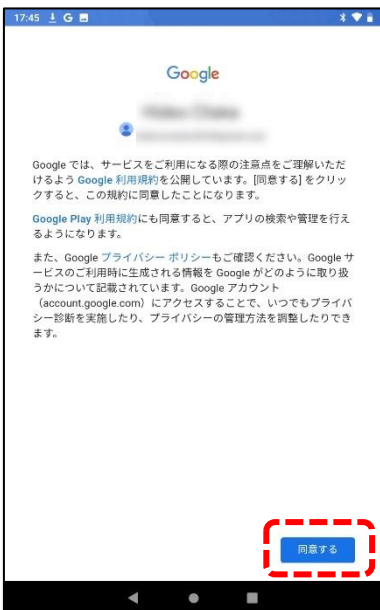 17:45
Google
Google では、サービスをご利用になる際の注意点をご理解いただ
けるよう Google 利用規約を公開しています。[同意する] をクリッ
クすると、この規約に同意したことになります。
Google Play 利用規約にも同意すると、アプリの検索や管理を行え
るようになります。
また、Google プライバシー ポリシーもご確認ください。Google サ
ービスのご利用時に生成される情報を Google がどのように取り扱
うかについて記載されています。Google アカウント
（account.google.com）にアクセスすることで、いつでもプライバ
シー診断を実施したり、プライバシーの管理方法を調整したりでき
ます。
同意する